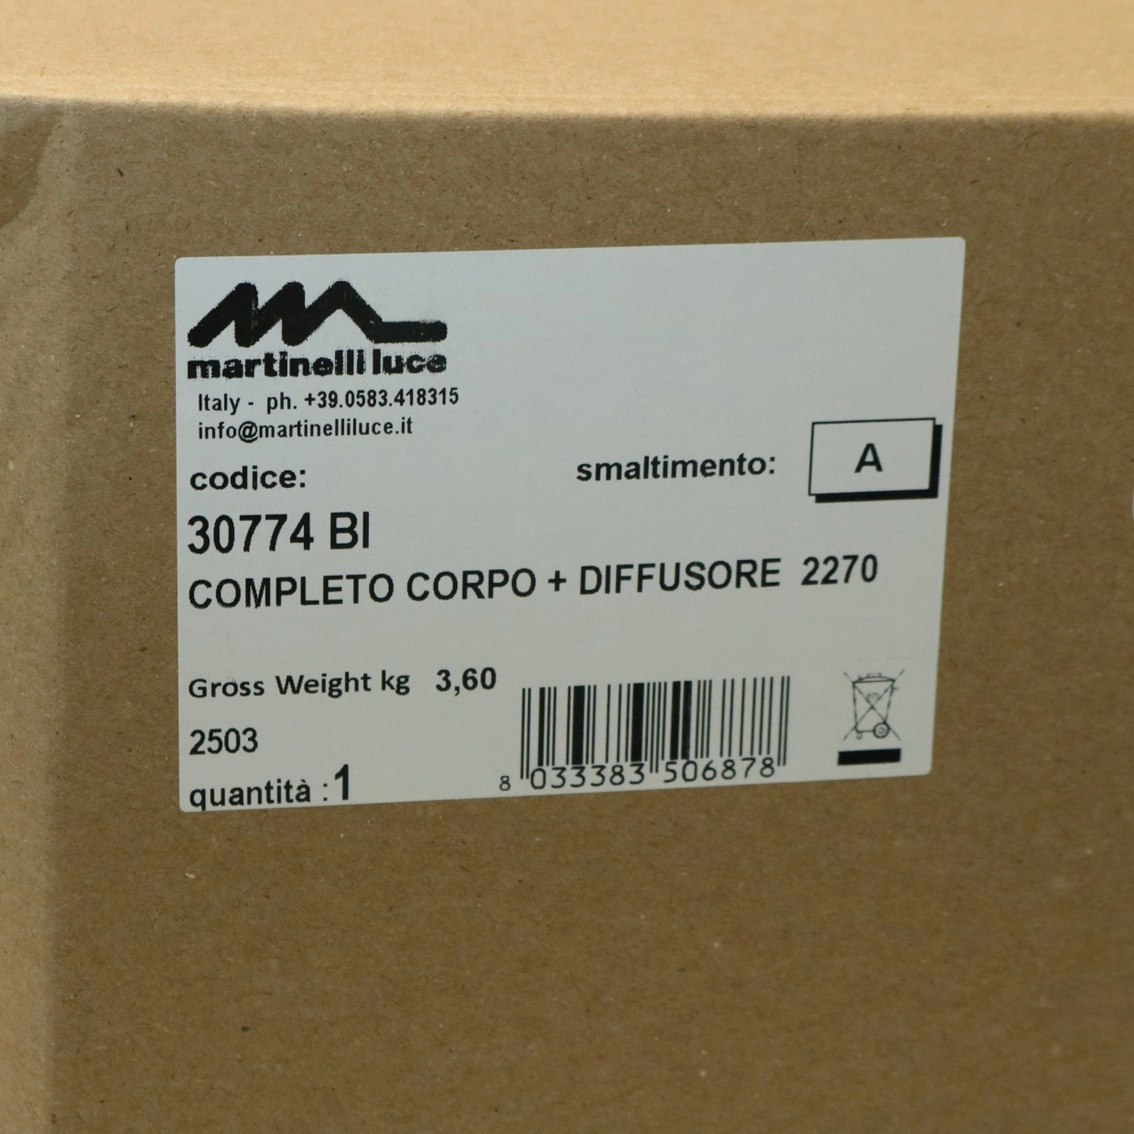 martinelli luce
Italy - ph. +39.0583.418315
info@martinelliluce.it
codice:
smaltimento: A
30774 BI
COMPLETO CORPO + DIFFUSORE 2270
Gross Weight kg 3,60
2503
quantità : 1
8 033383 506878